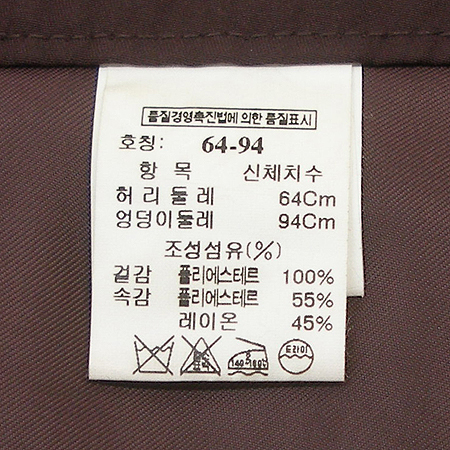 품질경영촉진법에 의한 품질표시
호칭: 64-94
항 목 신체치수
허 리 둘 레 64Cm
엉덩이둘레 94Cm
조성섬유(%)
겉감 폴리에스테르 100%
속감 폴리에스테르 55%
레이온 45%
드라이